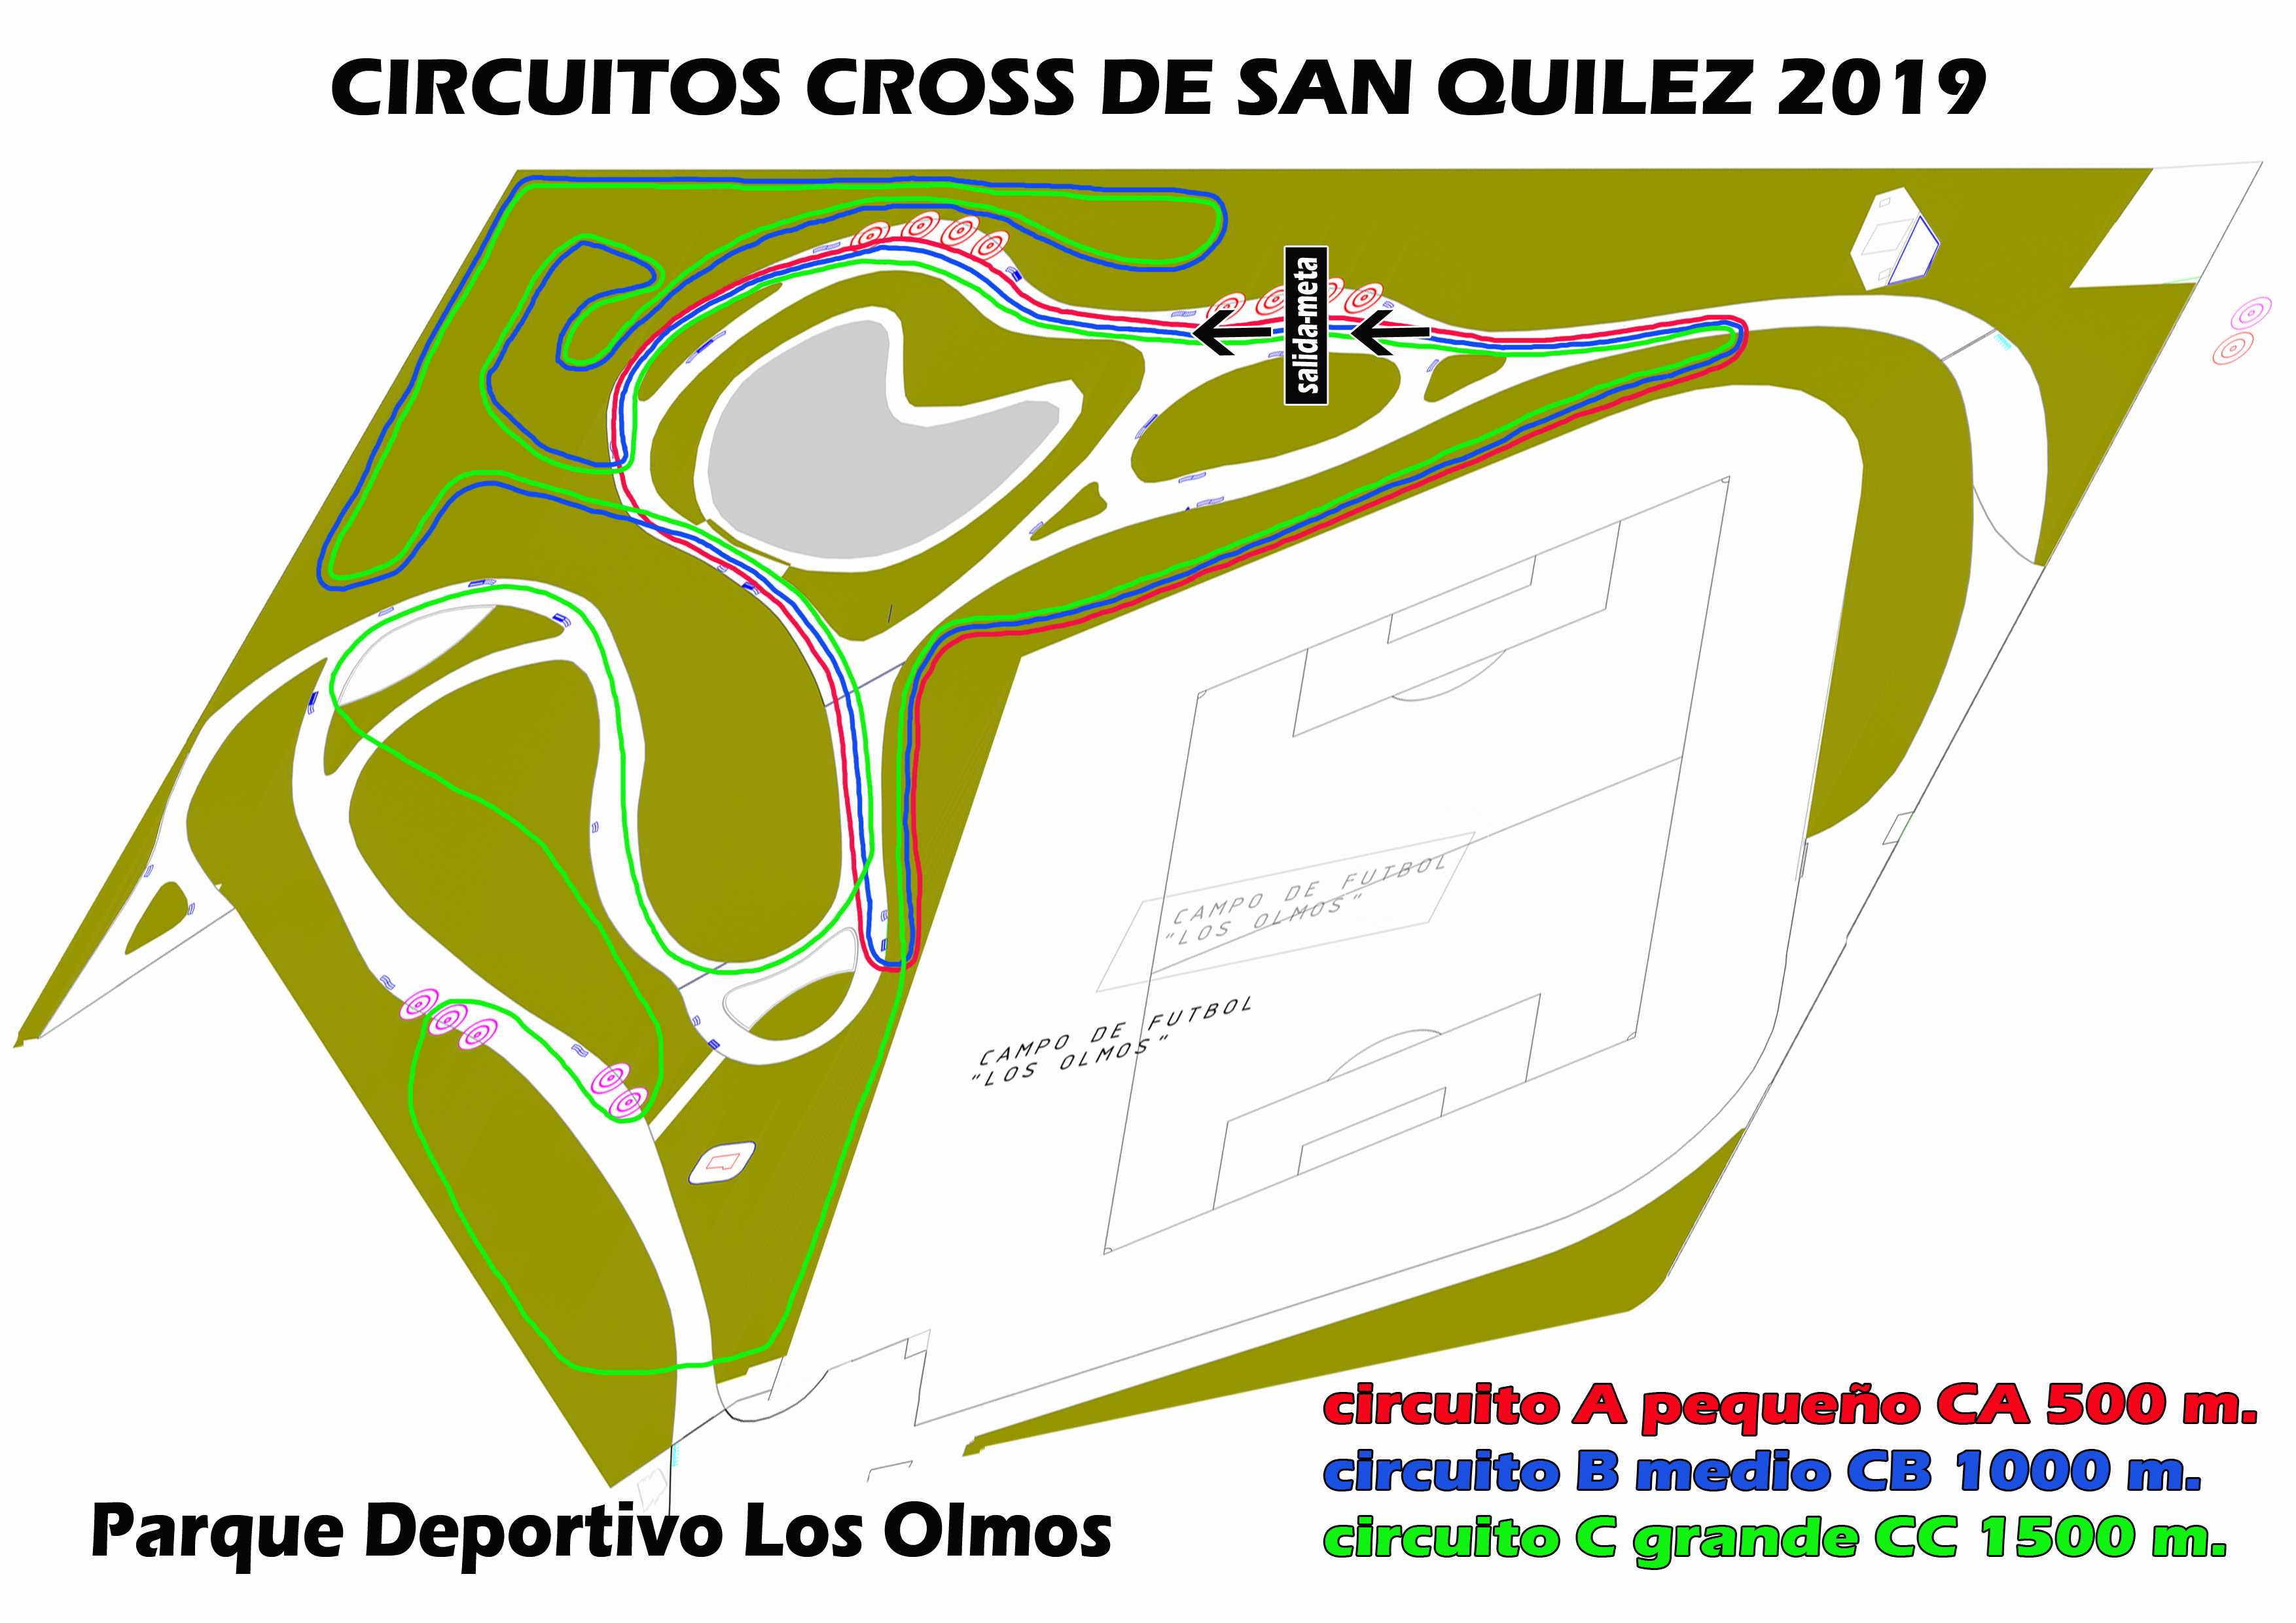 CIRCUITOS CROSS DE SAN QUILEZ 2019
salida-meta
CAMPO DE FUTBOL
"LOS OLMOS"
CAMPO DE FUTBOL
"LOS OLMOS"
circuito A pequeño CA 500 m.
circuito B medio CB 1000 m.
circuito C grande CC 1500 m.
Parque Deportivo Los Olmos